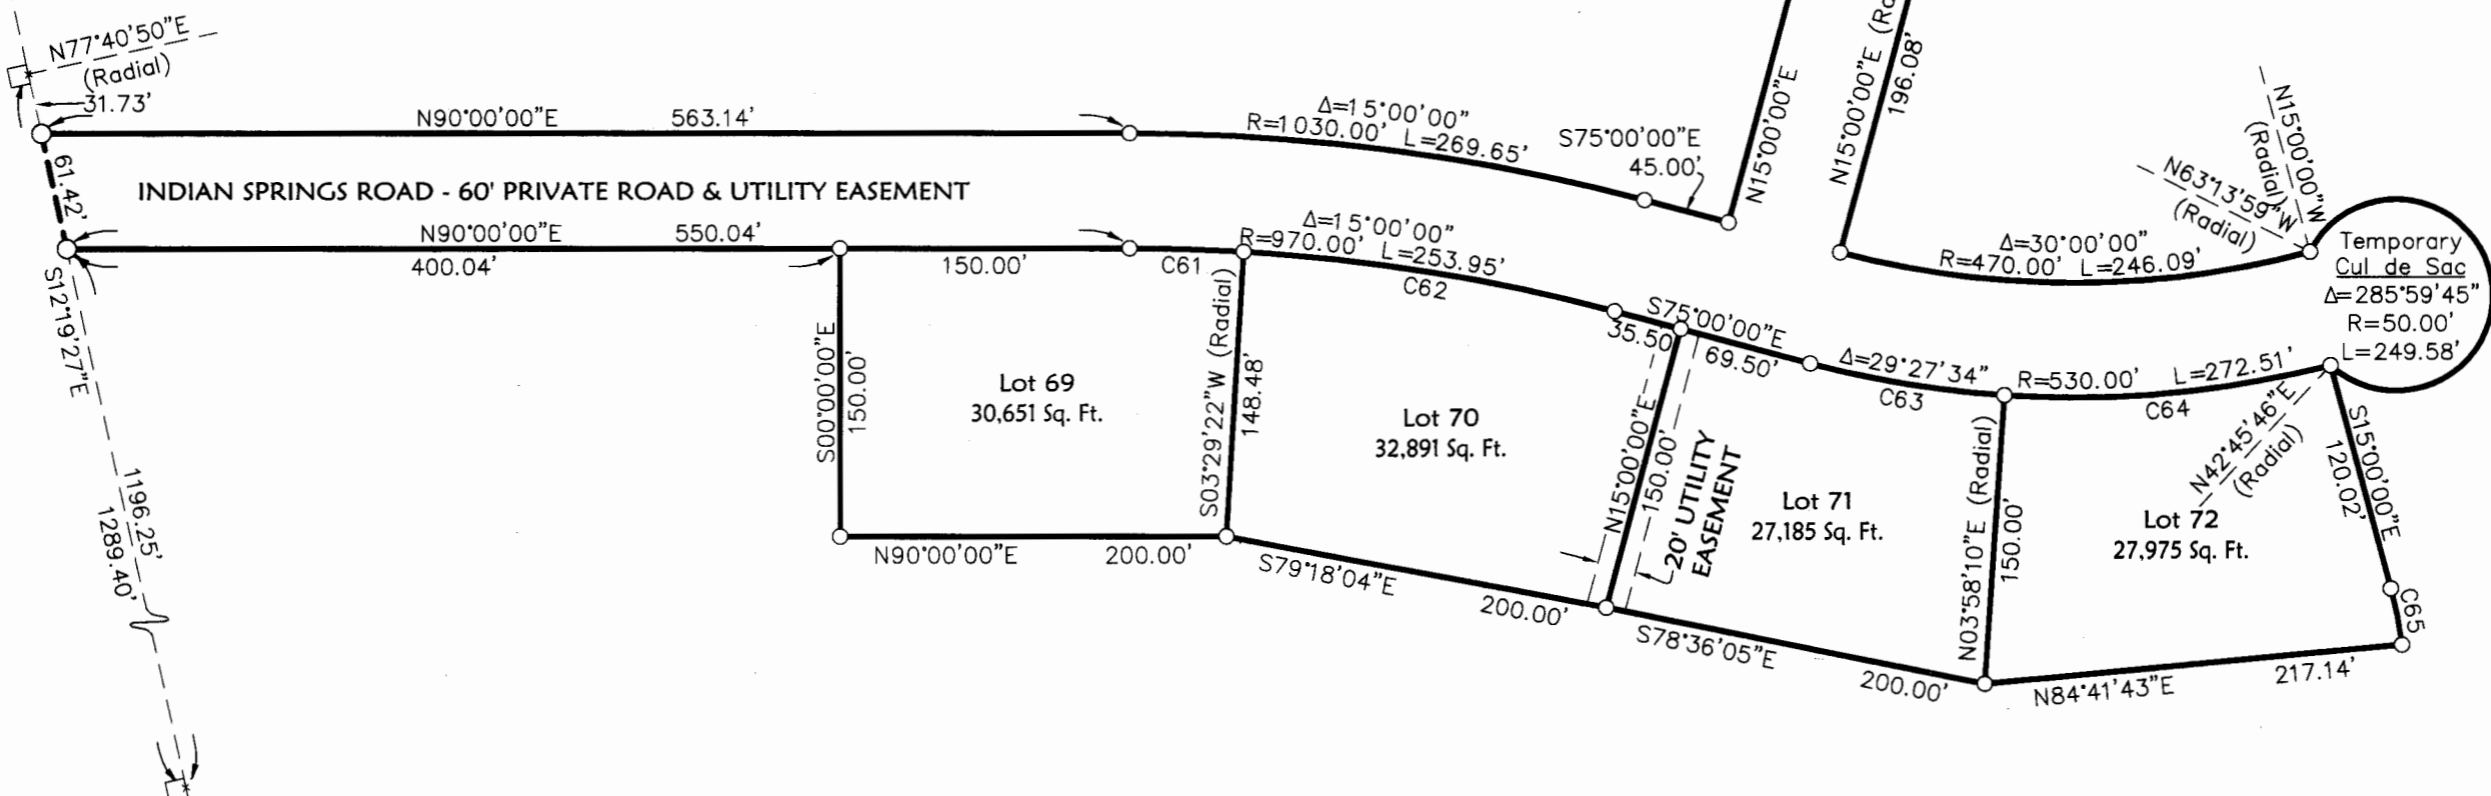 N77°40'50"E
(Radial)
31.73'
N90°00'00"E 563.14'
Δ=15°00'00"
R=1030.00' L=269.65'
S75°00'00"E
45.00'
N15°00'00"E
N15°00'00"E
196.08'
N15°00'00"W
(Radial)
N63°13'59"W
(Radial)
61.42'
INDIAN SPRINGS ROAD - 60' PRIVATE ROAD & UTILITY EASEMENT
N90°00'00"E 550.04'
400.04'
150.00'
C61
Δ=15°00'00"
R=970.00' L=253.95'
C62
Δ=30°00'00"
R=470.00' L=246.09'
Temporary
Cul de Sac
Δ=285°59'45"
R=50.00'
L=249.58'
S75°00'00"E
35.50'
69.50'
Δ=29°27'34" R=530.00' L=272.51'
C63
C64
S12°19'27"E
1196.25'
1289.40'
S00°00'00"E
150.00'
Lot 69
30,651 Sq. Ft.
S03°29'22"W (Radial)
148.48'
Lot 70
32,891 Sq. Ft.
N15°00'00"E
150.00'
20' UTILITY
EASEMENT
Lot 71
27,185 Sq. Ft.
N03°58'10"E (Radial)
150.00'
Lot 72
27,975 Sq. Ft.
N42°45'46"E
(Radial)
S15°00'00"E
120.02'
C65
N90°00'00"E 200.00'
S79°18'04"E 200.00'
S78°36'05"E 200.00'
N84°41'43"E 217.14'